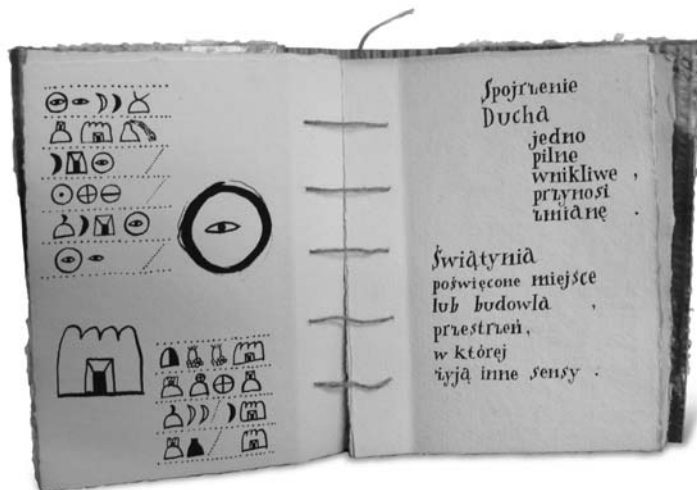 Spojrzenie
Ducha
jedno
pilne
wnikliwe ,
przynosi
zmianę .
Świątynia
poświęcone miejsce
lub budowla ,
przestrzeń,
w której
żyją inne sensy .